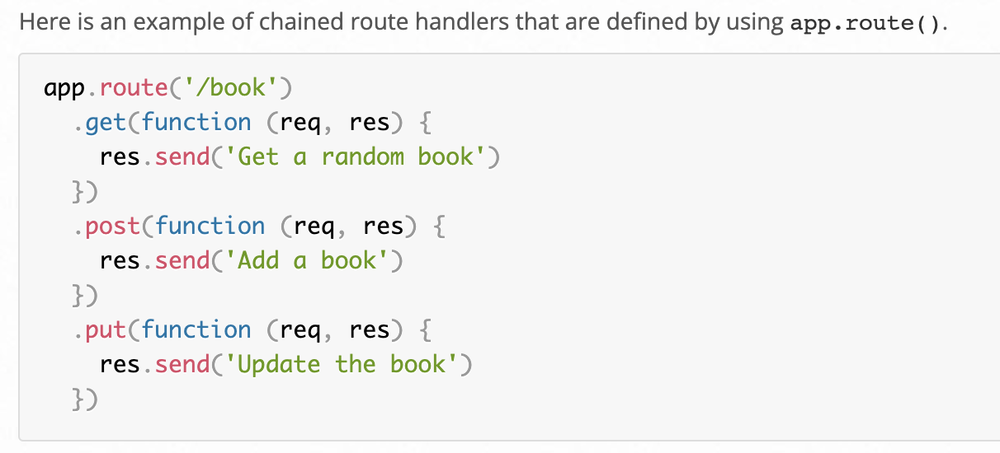 Here is an example of chained route handlers that are defined by using app.route().
app.route('/book')
  .get(function (req, res) {
    res.send('Get a random book')
  })
  .post(function (req, res) {
    res.send('Add a book')
  })
  .put(function (req, res) {
    res.send('Update the book')
  })